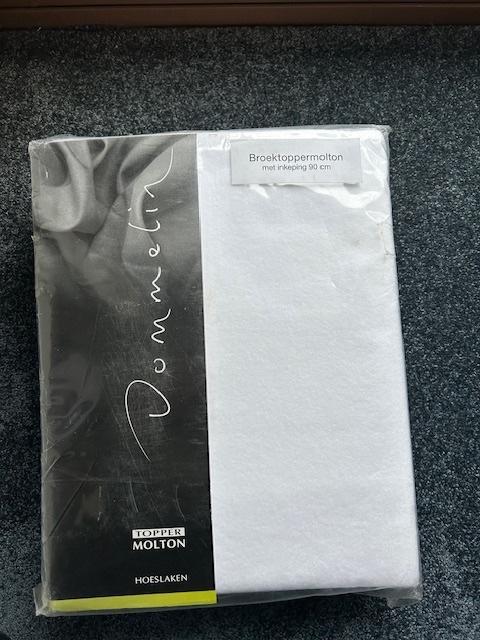 Broektoppermolton
met inkeping 90 cm
Dommelin
TOPPER
MOLTON
HOESLAKEN